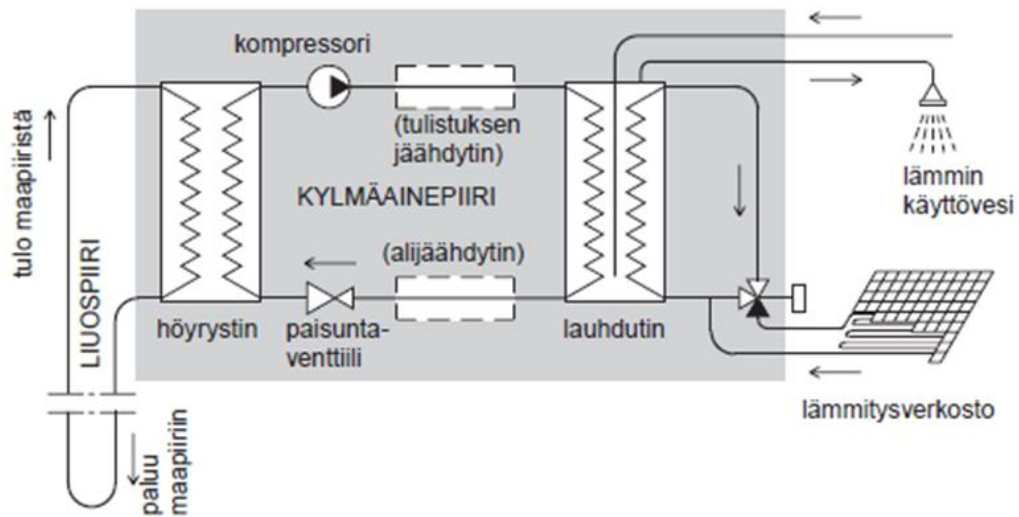 kompressori
(tulistuksen
jäähdytin)
KYLMÄAINEPIIRI
(alijäähdytin)
höyrystin
paisunta-
venttiili
lauhdutin
tulo maapiiristä
LIUOSPIIRI
paluu
maapiiriin
lämmin
käyttövesi
lämmitysverkosto